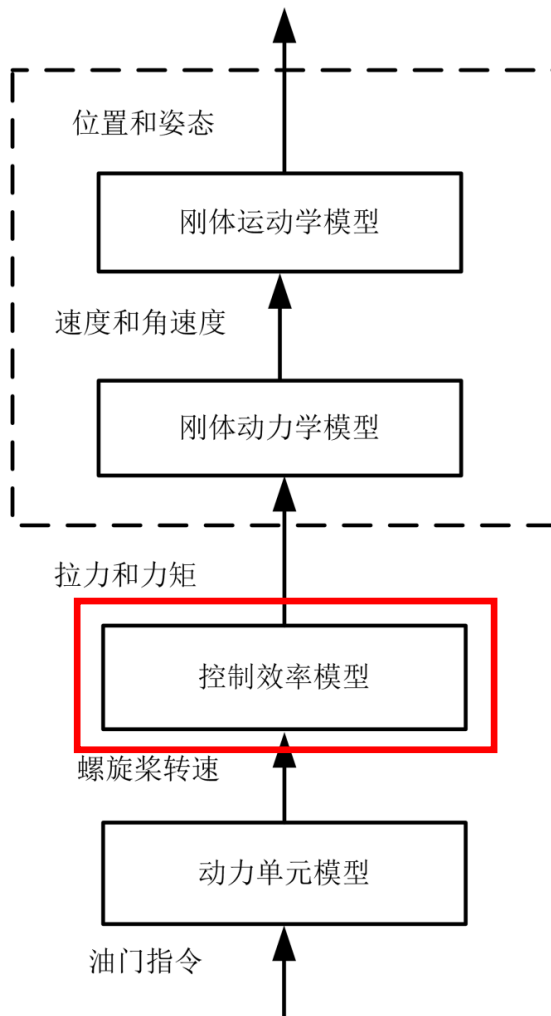 位置和姿态
刚体运动学模型
速度和角速度
刚体动力学模型
拉力和力矩
控制效率模型
螺旋桨转速
动力单元模型
油门指令